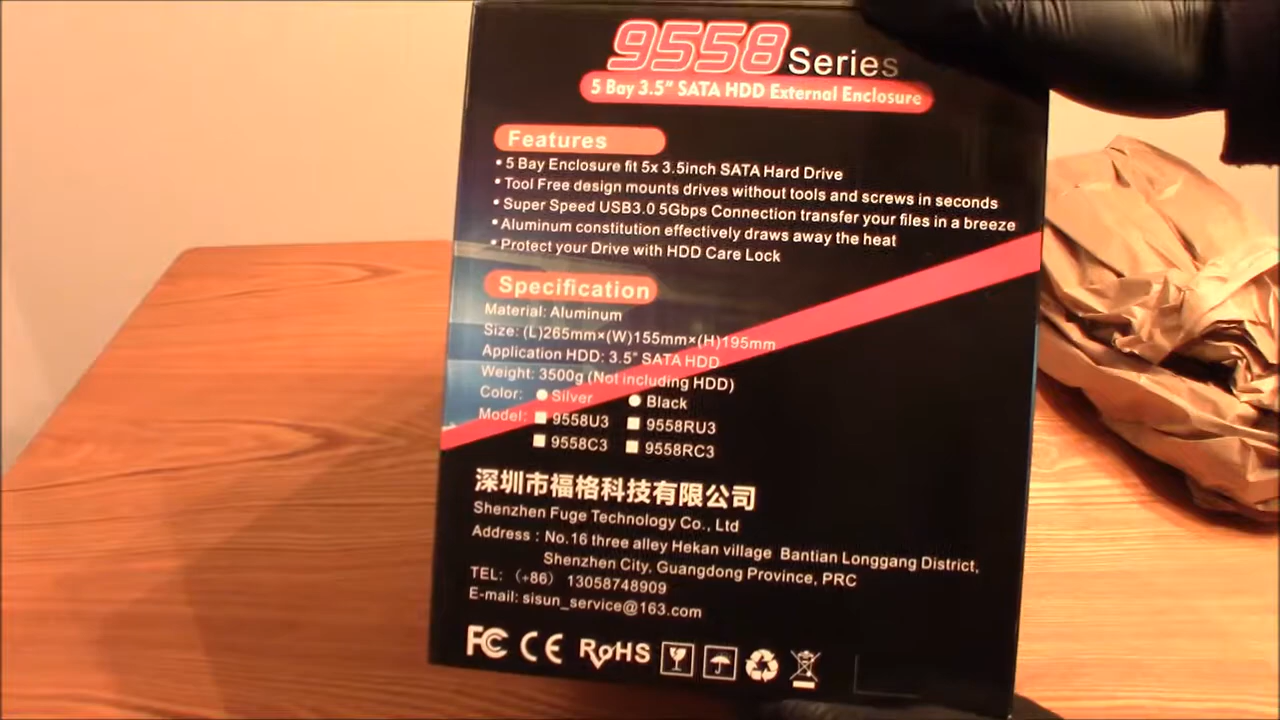 9558 Series
5 Bay 3.5" SATA HDD External Enclosure
Features
• 5 Bay Enclosure fit 5x 3.5inch SATA Hard Drive
• Tool Free design mounts drives without tools and screws in seconds
• Super Speed USB3.0 5Gbps Connection transfer your files in a breeze
• Aluminum constitution effectively draws away the heat
• Protect your Drive with HDD Care Lock
Specification
Material: Aluminum
Size: (L)265mm×(W)155mm×(H)195mm
Application HDD: 3.5" SATA HDD
Weight: 3500g (Not including HDD)
Color: Silver Black
Model: 9558U3 9558RU3
9558C3 9558RC3
深圳市福格科技有限公司
Shenzhen Fuge Technology Co., Ltd
Address : No.16 three alley Hekan village Bantian Longgang District,
Shenzhen City, Guangdong Province, PRC
TEL: (+86) 13058748909
E-mail: sisun_service@163.com
FC CE RoHS